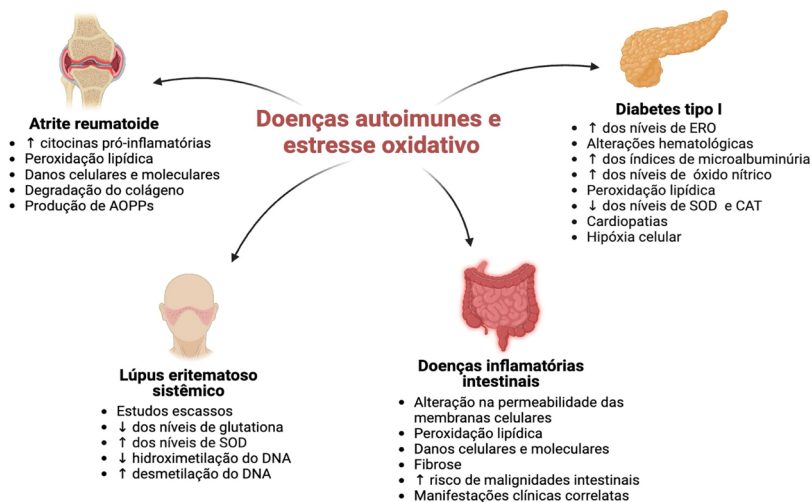 Doenças autoimunes e
estresse oxidativo
Atrite reumatoide
• ↑ citocinas pró-inflamatórias
• Peroxidação lipídica
• Danos celulares e moleculares
• Degradação do colágeno
• Produção de AOPPs
Diabetes tipo I
• ↑ dos níveis de ERO
• Alterações hematológicas
• ↑ dos índices de microalbuminúria
• ↑ dos níveis de óxido nítrico
• Peroxidação lipídica
• ↓ dos níveis de SOD e CAT
• Cardiopatias
• Hipóxia celular
Lúpus eritematoso
sistêmico
• Estudos escassos
• ↓ dos níveis de glutationa
• ↑ dos níveis de SOD
• ↓ hidroximetilação do DNA
• ↑ desmetilação do DNA
Doenças inflamatórias
intestinais
• Alteração na permeabilidade das
membranas celulares
• Peroxidação lipídica
• Danos celulares e moleculares
• Fibrose
• ↑ risco de malignidades intestinais
• Manifestações clínicas correlatas